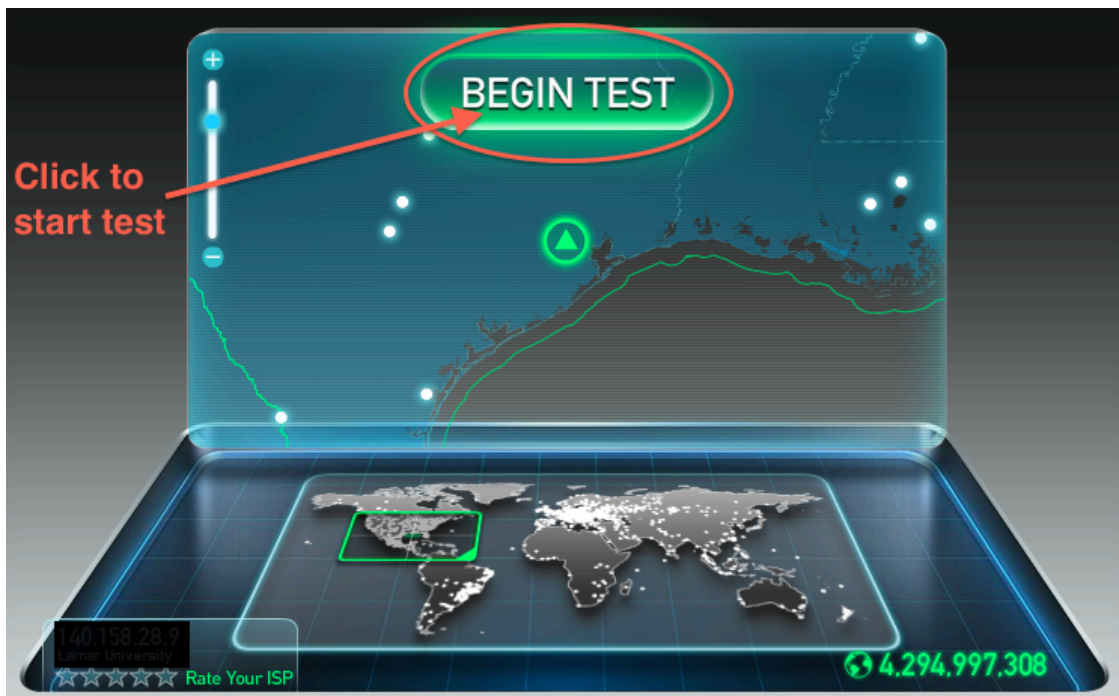 BEGIN TEST
Click to
start test
140.158.28.9
Lamar University
Rate Your ISP
4,294,997,308